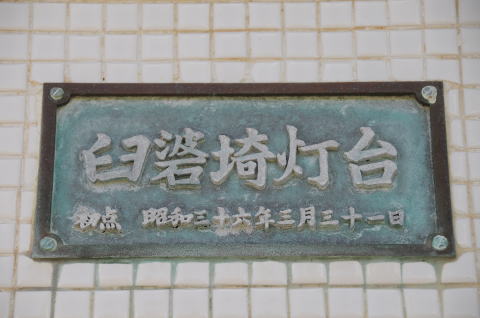 臼碆埼灯台
初点 昭和三十六年三月三十一日